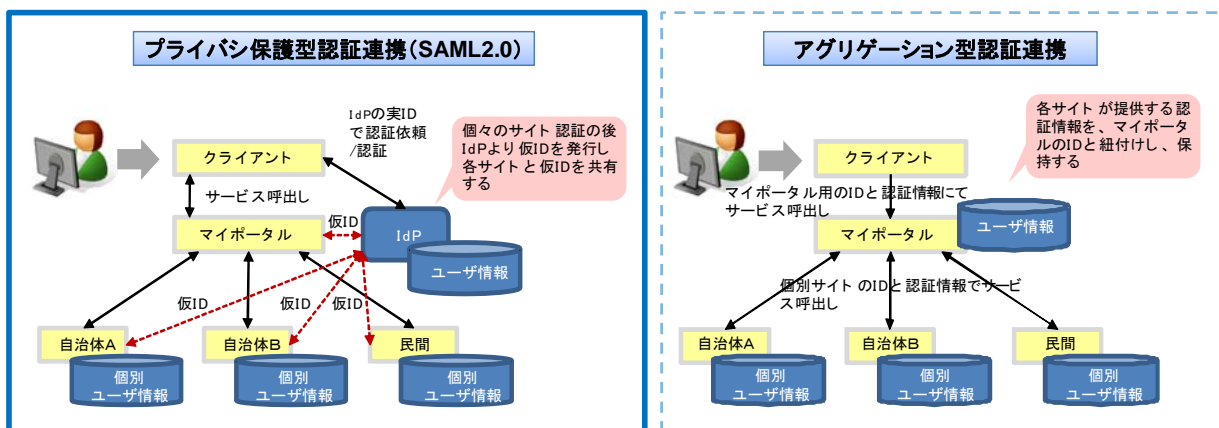 プライバシ保護型認証連携(SAML2.0)
IdPの実ID
で認証依頼
/認証
個々のサイト認証の後
IdPより仮IDを発行し
各サイトと仮IDを共有
する
クライアント
サービス呼出し
マイポータル
仮ID
IdP
ユーザ情報
仮ID
仮ID
仮ID
自治体A
自治体B
民間
個別
ユーザ情報
個別
ユーザ情報
個別
ユーザ情報
アグリゲーション型認証連携
各サイトが提供する認
証情報を、マイポータ
ルのIDと紐付けし、保
持する
クライアント
マイポータル用のIDと認証情報にて
サービス呼出し
マイポータル
ユーザ情報
個別サイトのIDと認証情報でサービ
ス呼出し
自治体A
自治体B
民間
個別
ユーザ情報
個別
ユーザ情報
個別
ユーザ情報